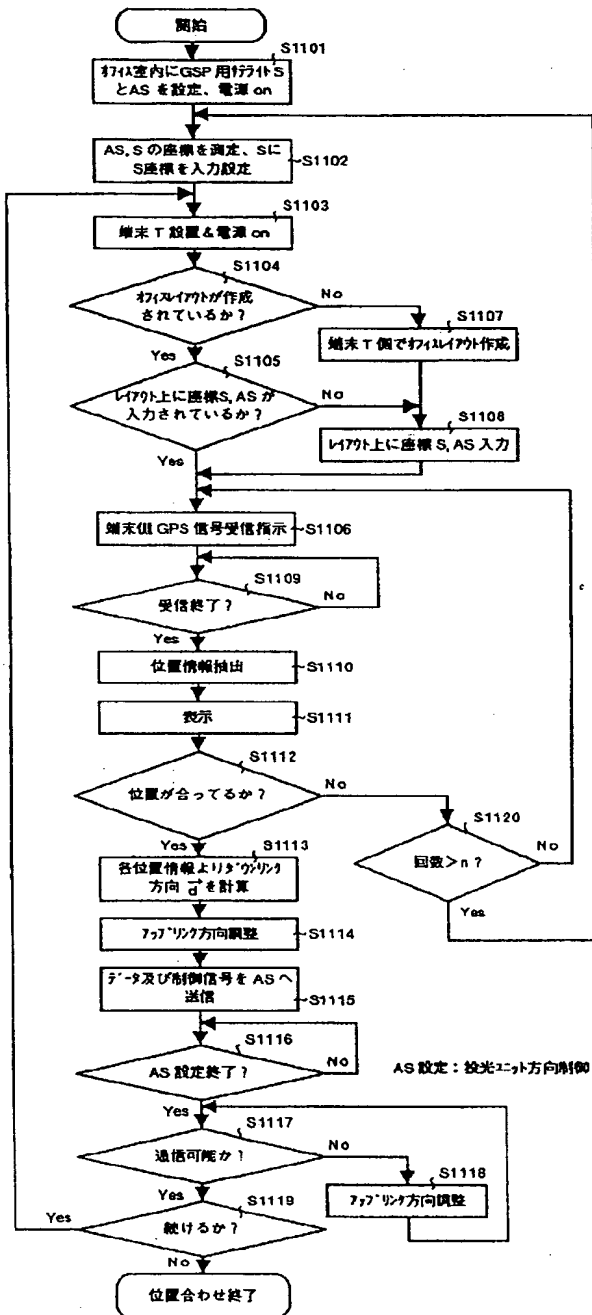 開始
S1101
オフィス室内にGSP用サテライトS
とASを設定、電源on
AS, Sの座標を測定、Sに
S座標を入力設定
S1102
S1103
端末T設置&電源on
S1104
オフィスレイアウトが作成
されているか?
No
Yes
S1107
端末T側でオフィスレイアウト作成
S1105
レイアウト上に座標S, ASが
入力されているか?
No
Yes
S1108
レイアウト上に座標S, AS入力
端末側GPS信号受信指示
S1106
S1109
受信終了?
No
Yes
位置情報抽出
S1110
表示
S1111
S1112
位置が合ってるか?
No
Yes
S1120
回数>n?
No
Yes
S1113
各位置情報よりダウンリンク
方向 d を計算
アップリンク方向調整
S1114
データ及び制御信号をASへ
送信
S1115
S1116
AS設定終了?
No
Yes
AS設定:投光ユニット方向制御
S1117
通信可能か?
No
Yes
S1118
アップリンク方向調整
S1119
続けるか?
Yes
No
位置合わせ終了